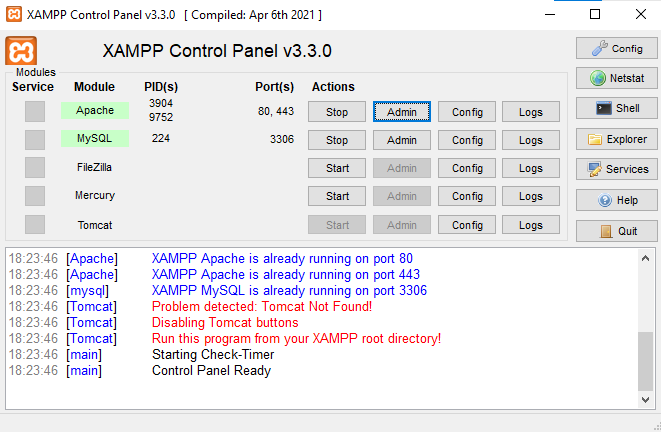 XAMPP Control Panel v3.3.0 [ Compiled: Apr 6th 2021 ]
XAMPP Control Panel v3.3.0
Config
Modules
Service Module PID(s) Port(s) Actions
Netstat
Apache 3904 9752 80, 443 Stop Admin Config Logs
Shell
MySQL 224 3306 Stop Admin Config Logs
Explorer
FileZilla Start Admin Config Logs
Services
Mercury Start Admin Config Logs
Help
Tomcat Start Admin Config Logs
Quit
18:23:46 [Apache] XAMPP Apache is already running on port 80
18:23:46 [Apache] XAMPP Apache is already running on port 443
18:23:46 [mysql] XAMPP MySQL is already running on port 3306
18:23:46 [Tomcat] Problem detected: Tomcat Not Found!
18:23:46 [Tomcat] Disabling Tomcat buttons
18:23:46 [Tomcat] Run this program from your XAMPP root directory!
18:23:46 [main] Starting Check-Timer
18:23:46 [main] Control Panel Ready